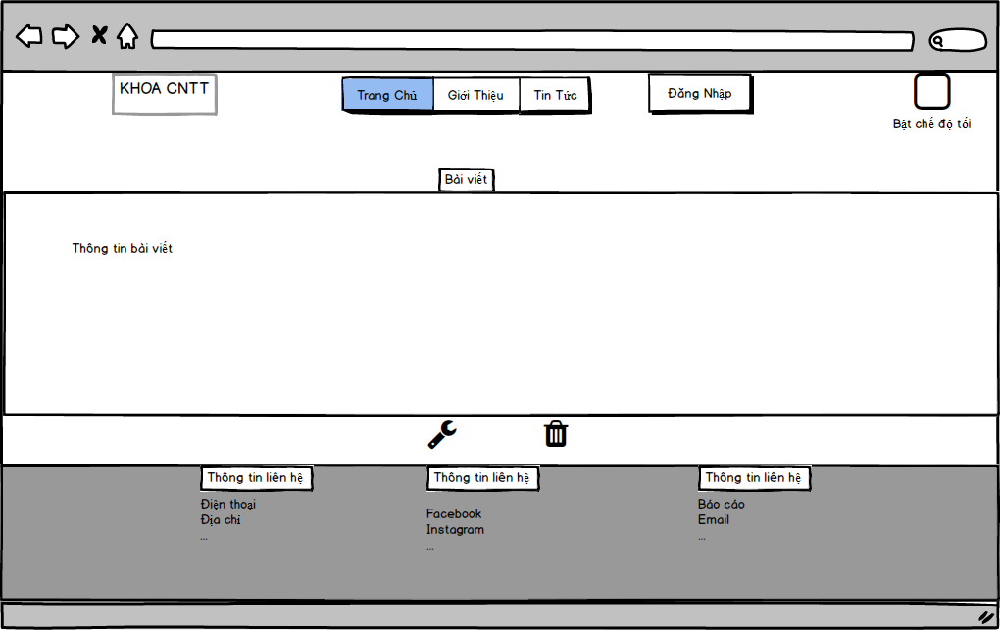 KHOA CNTT
Trang Chủ
Giới Thiệu
Tin Tức
Đăng Nhập
Bật chế độ tối
Bài viết
Thông tin bài viết
Thông tin liên hệ
Điện thoại
Địa chỉ
...
Thông tin liên hệ
Facebook
Instagram
...
Thông tin liên hệ
Báo cáo
Email
...